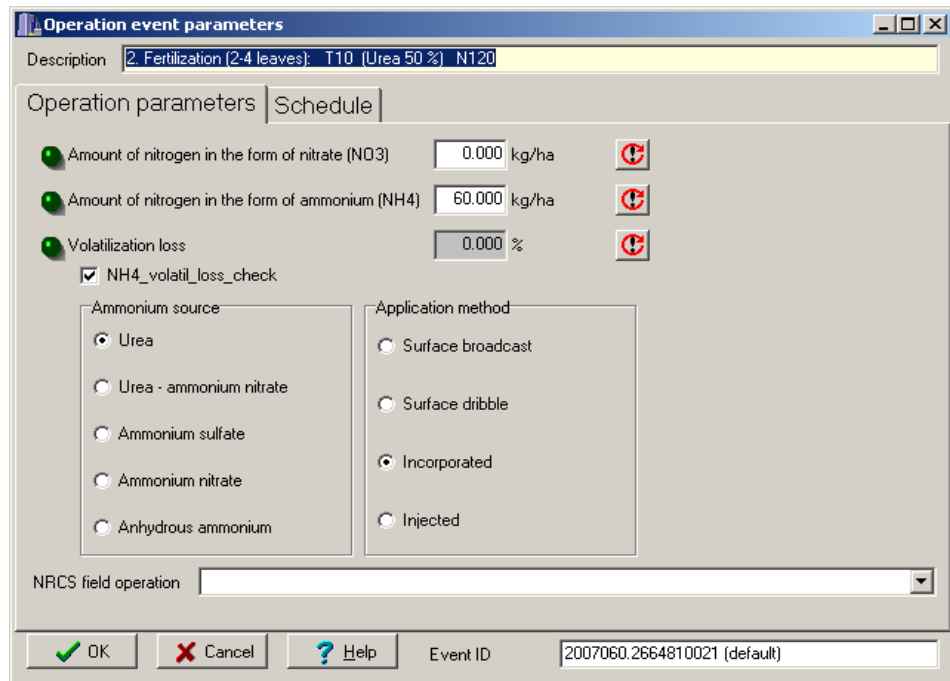 Operation event parameters
Description 2. Fertilization (2-4 leaves): T10 (Urea 50 %) N120
Operation parameters Schedule
Amount of nitrogen in the form of nitrate (NO3) 0.000 kg/ha
Amount of nitrogen in the form of ammonium (NH4) 60.000 kg/ha
Volatilization loss 0.000 %
NH4_volatil_loss_check
Ammonium source
Urea
Urea - ammonium nitrate
Ammonium sulfate
Ammonium nitrate
Anhydrous ammonium
Application method
Surface broadcast
Surface dribble
Incorporated
Injected
NRCS field operation
OK Cancel Help Event ID 2007060.2664810021 (default)